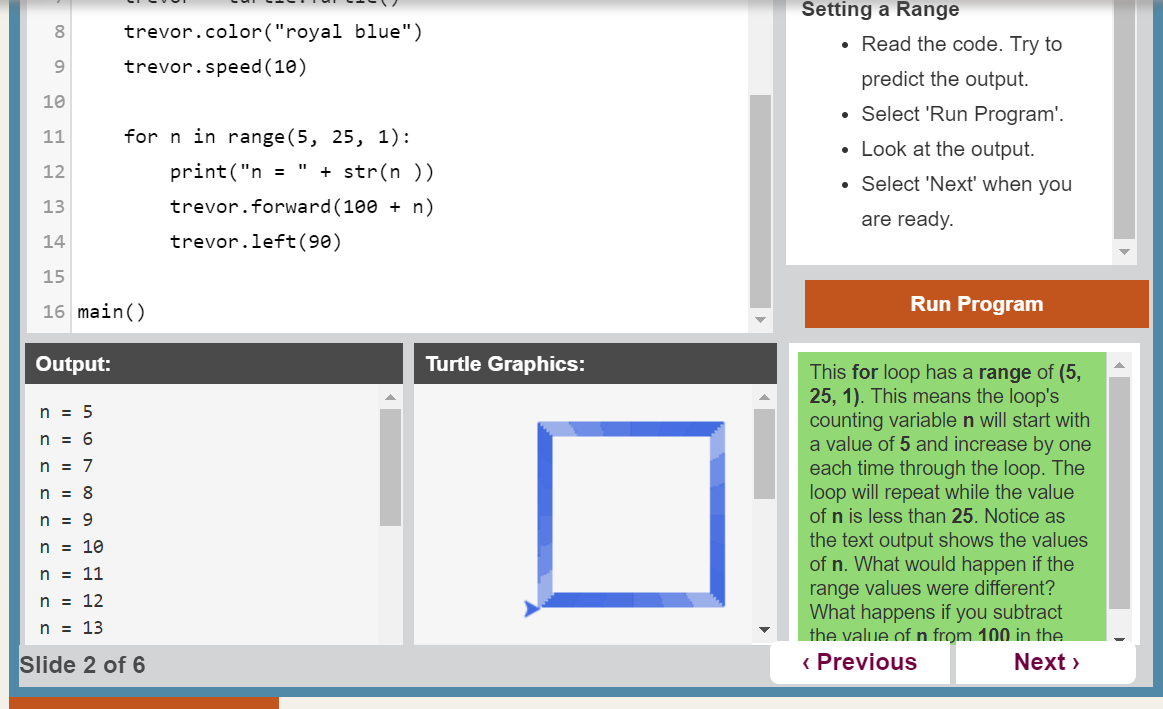 8 trevor.color("royal blue")
9 trevor.speed(10)
10
11 for n in range(5, 25, 1):
12 print("n = " + str(n ))
13 trevor.forward(100 + n)
14 trevor.left(90)
15
16 main()
Setting a Range
• Read the code. Try to
predict the output.
• Select 'Run Program'.
• Look at the output.
• Select 'Next' when you
are ready.
Run Program
Output:
n = 5
n = 6
n = 7
n = 8
n = 9
n = 10
n = 11
n = 12
n = 13
Turtle Graphics:
This for loop has a range of (5,
25, 1). This means the loop's
counting variable n will start with
a value of 5 and increase by one
each time through the loop. The
loop will repeat while the value
of n is less than 25. Notice as
the text output shows the values
of n. What would happen if the
range values were different?
What happens if you subtract
the value of n from 100 in the
Slide 2 of 6
‹ Previous
Next ›